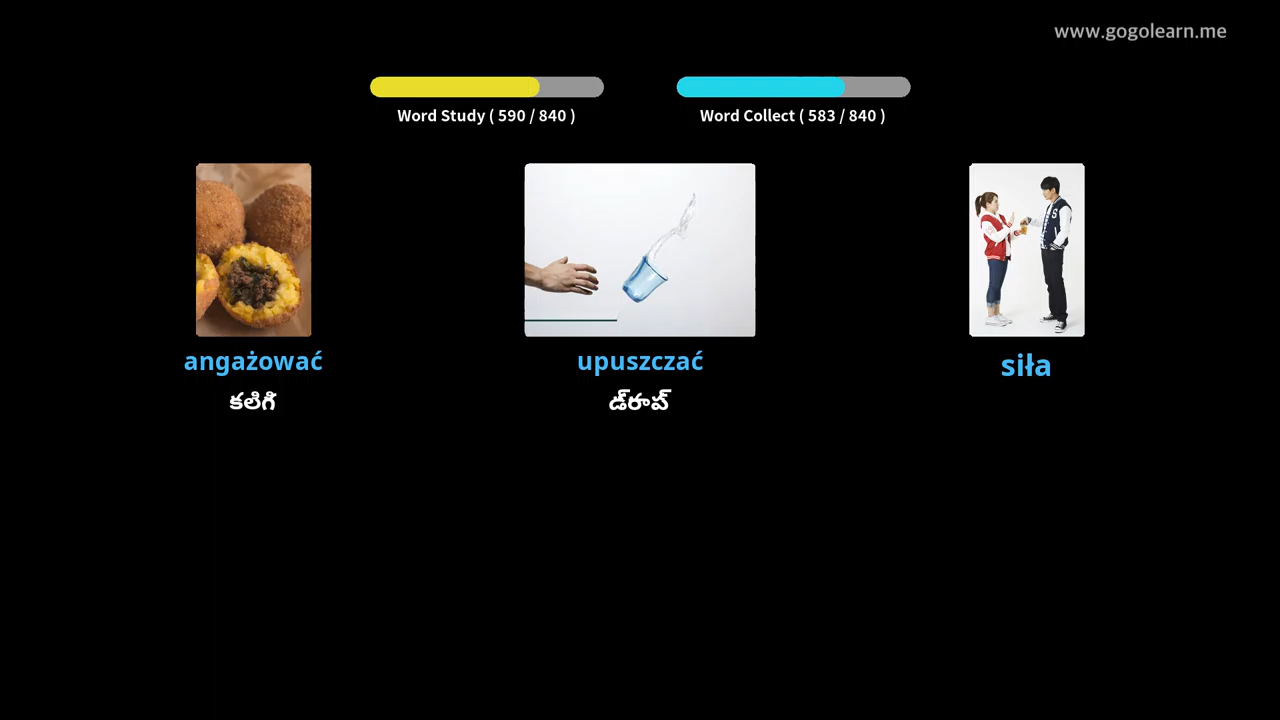 www.gogolearn.me
Word Study ( 590 / 840 )
Word Collect ( 583 / 840 )
angażować
upuszczać
siła
కలిగి
డ్రాప్